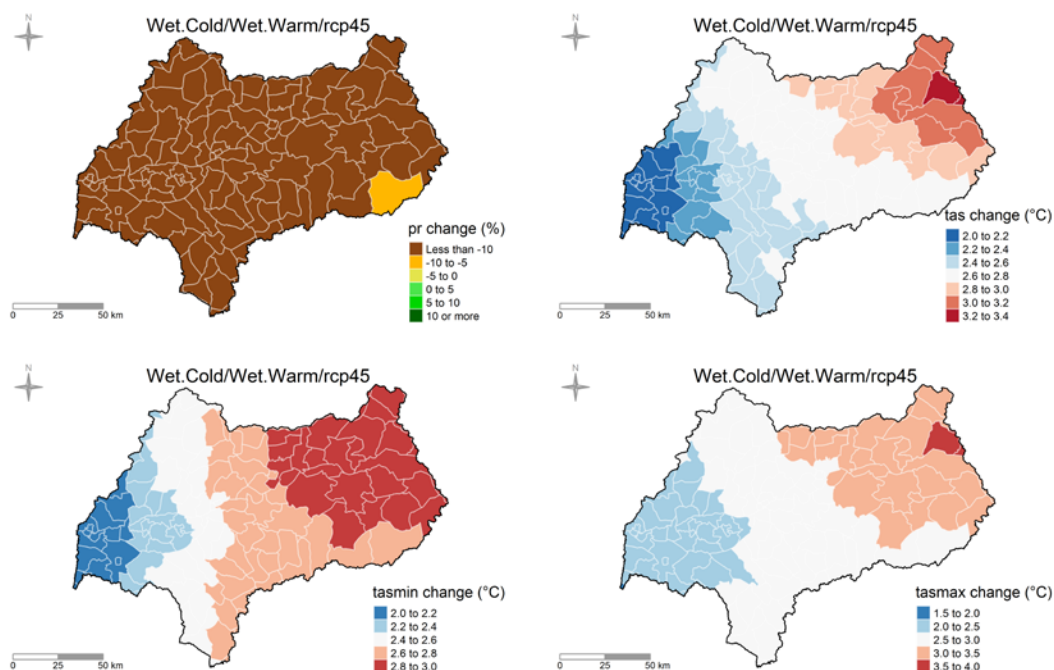 N
Wet.Cold/Wet.Warm/rcp45
pr change (%)
Less than -10
-10 to -5
-5 to 0
0 to 5
5 to 10
10 or more
0 25 50 km
N
Wet.Cold/Wet.Warm/rcp45
tas change (°C)
2.0 to 2.2
2.2 to 2.4
2.4 to 2.6
2.6 to 2.8
2.8 to 3.0
3.0 to 3.2
3.2 to 3.4
0 25 50 km
N
Wet.Cold/Wet.Warm/rcp45
tasmin change (°C)
2.0 to 2.2
2.2 to 2.4
2.4 to 2.6
2.6 to 2.8
2.8 to 3.0
0 25 50 km
N
Wet.Cold/Wet.Warm/rcp45
tasmax change (°C)
1.5 to 2.0
2.0 to 2.5
2.5 to 3.0
3.0 to 3.5
3.5 to 4.0
0 25 50 km